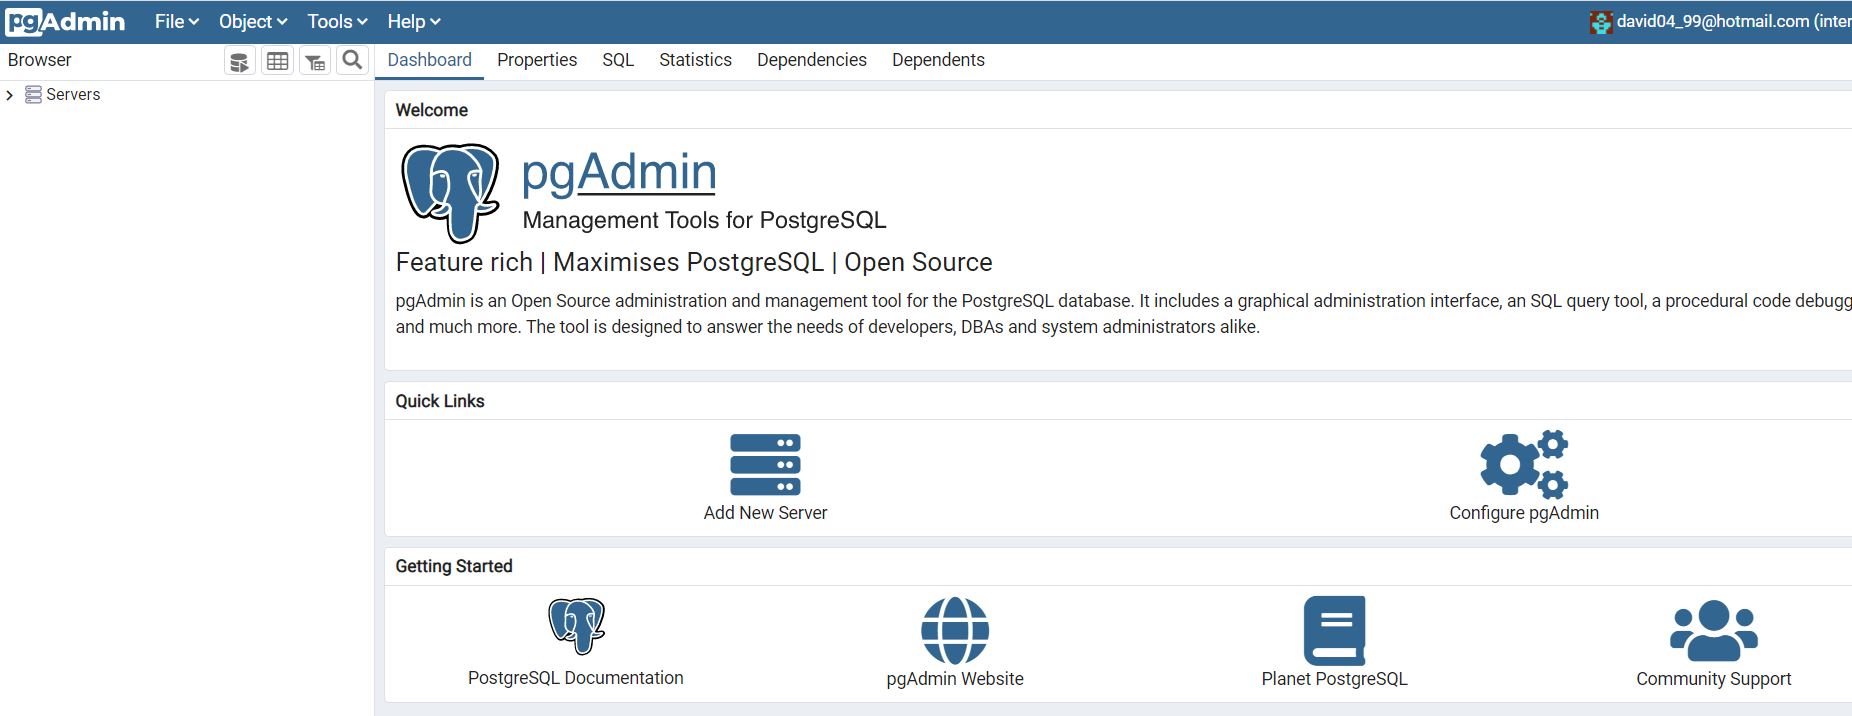 pgAdmin File Object Tools Help david04_99@hotmail.com (inter
Browser
Dashboard Properties SQL Statistics Dependencies Dependents
Servers
Welcome
pgAdmin
Management Tools for PostgreSQL
Feature rich | Maximises PostgreSQL | Open Source
pgAdmin is an Open Source administration and management tool for the PostgreSQL database. It includes a graphical administration interface, an SQL query tool, a procedural code debugg
and much more. The tool is designed to answer the needs of developers, DBAs and system administrators alike.
Quick Links
Add New Server
Configure pgAdmin
Getting Started
PostgreSQL Documentation
pgAdmin Website
Planet PostgreSQL
Community Support